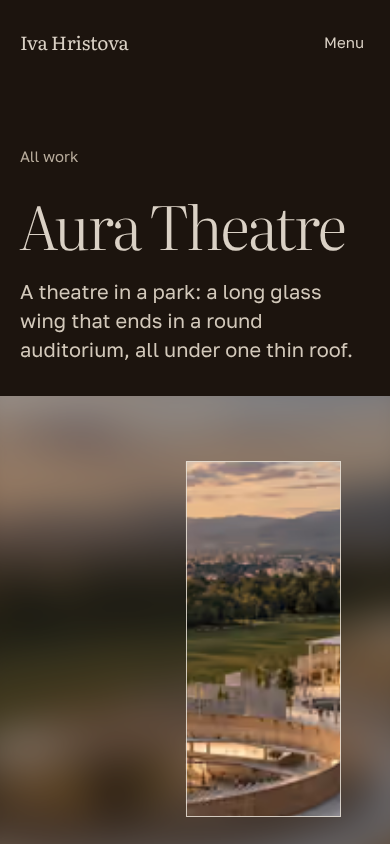 Iva Hristova
Menu
All work
Aura Theatre
A theatre in a park: a long glass
wing that ends in a round
auditorium, all under one thin roof.